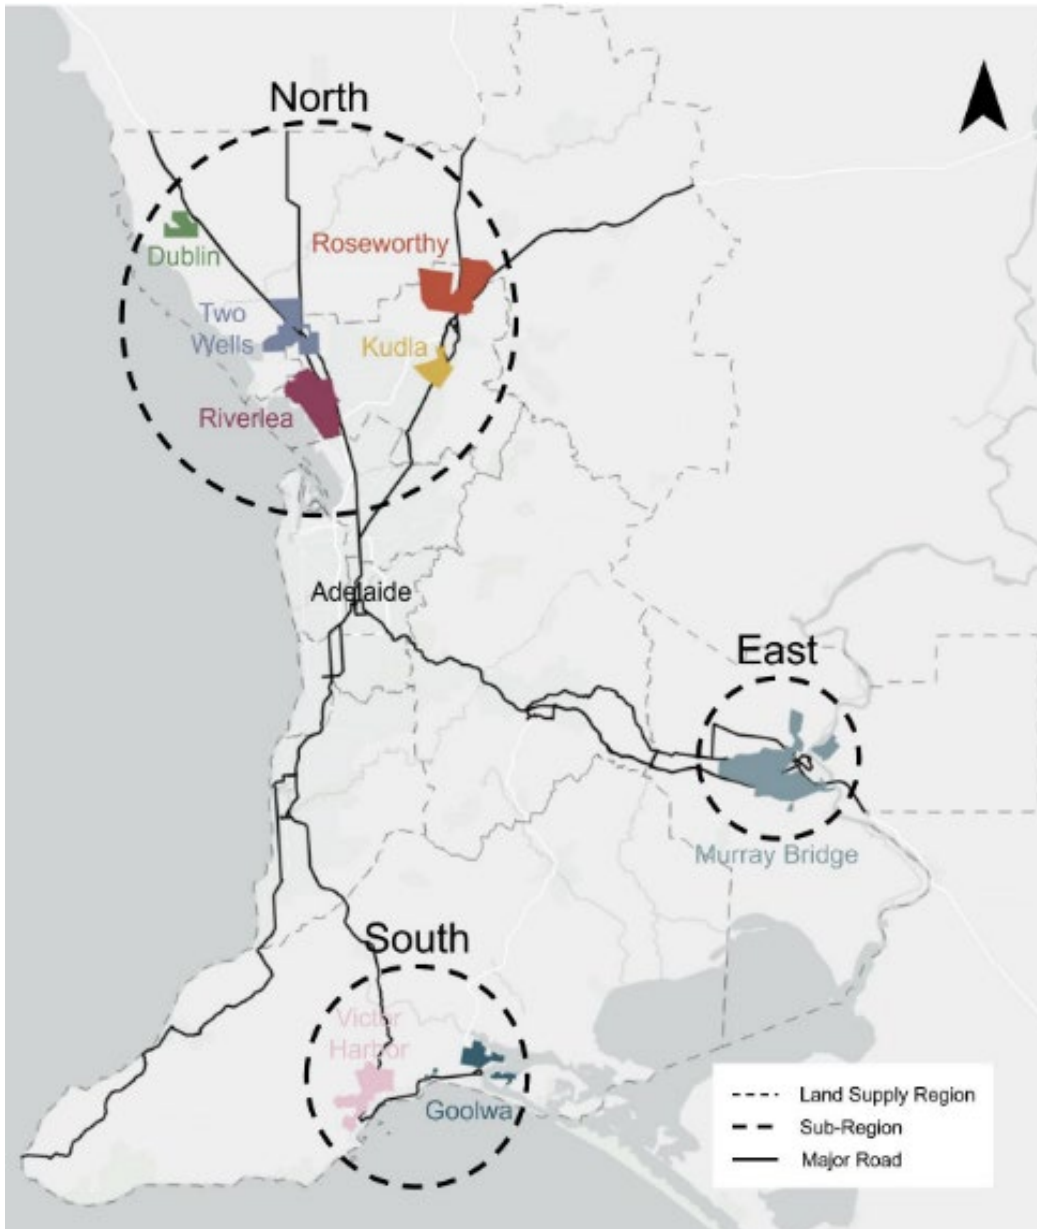 North
Roseworthy
Dublin
Two
Wells
Kudla
Riverlea
Adelaide
East
Murray Bridge
South
Victor
Harbor
Goolwa
Land Supply Region
Sub-Region
Major Road